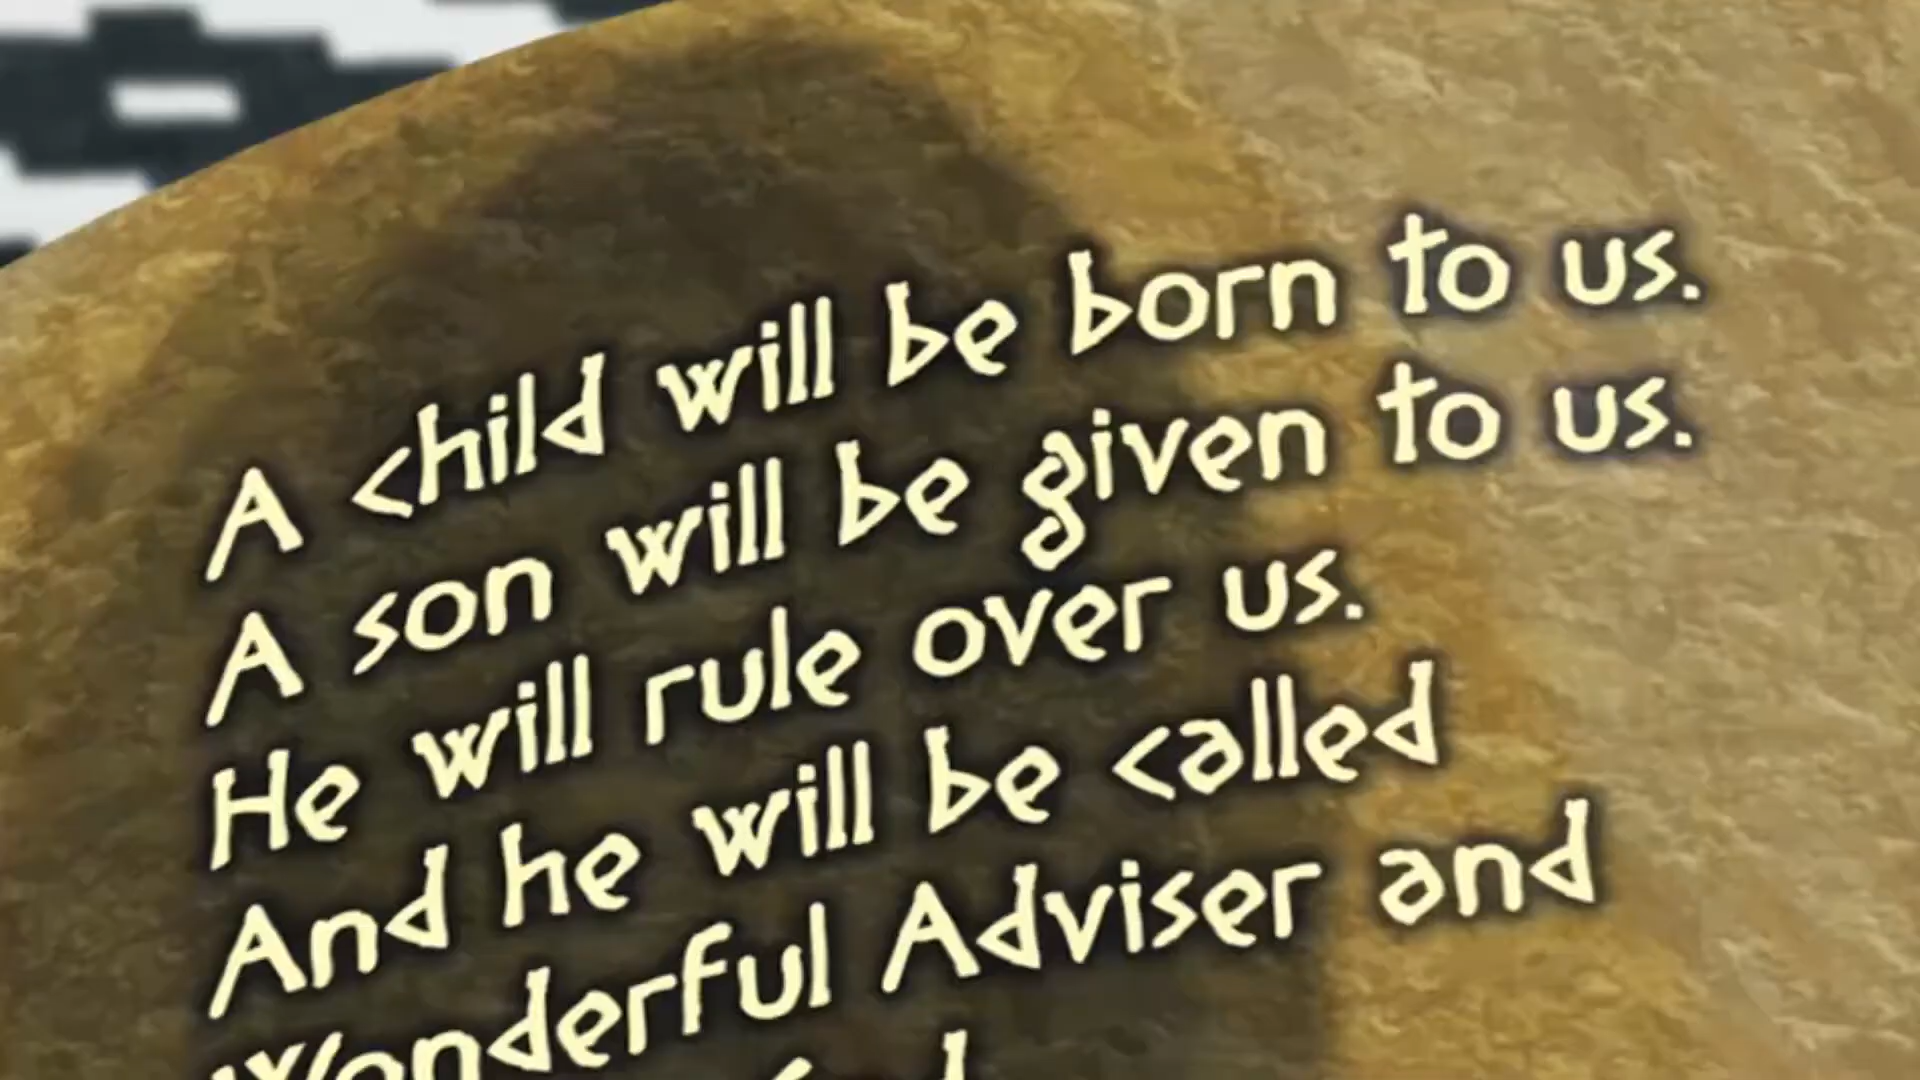 A child will be born to us.
A son will be given to us.
He will rule over us.
And he will be called
Wonderful Adviser and